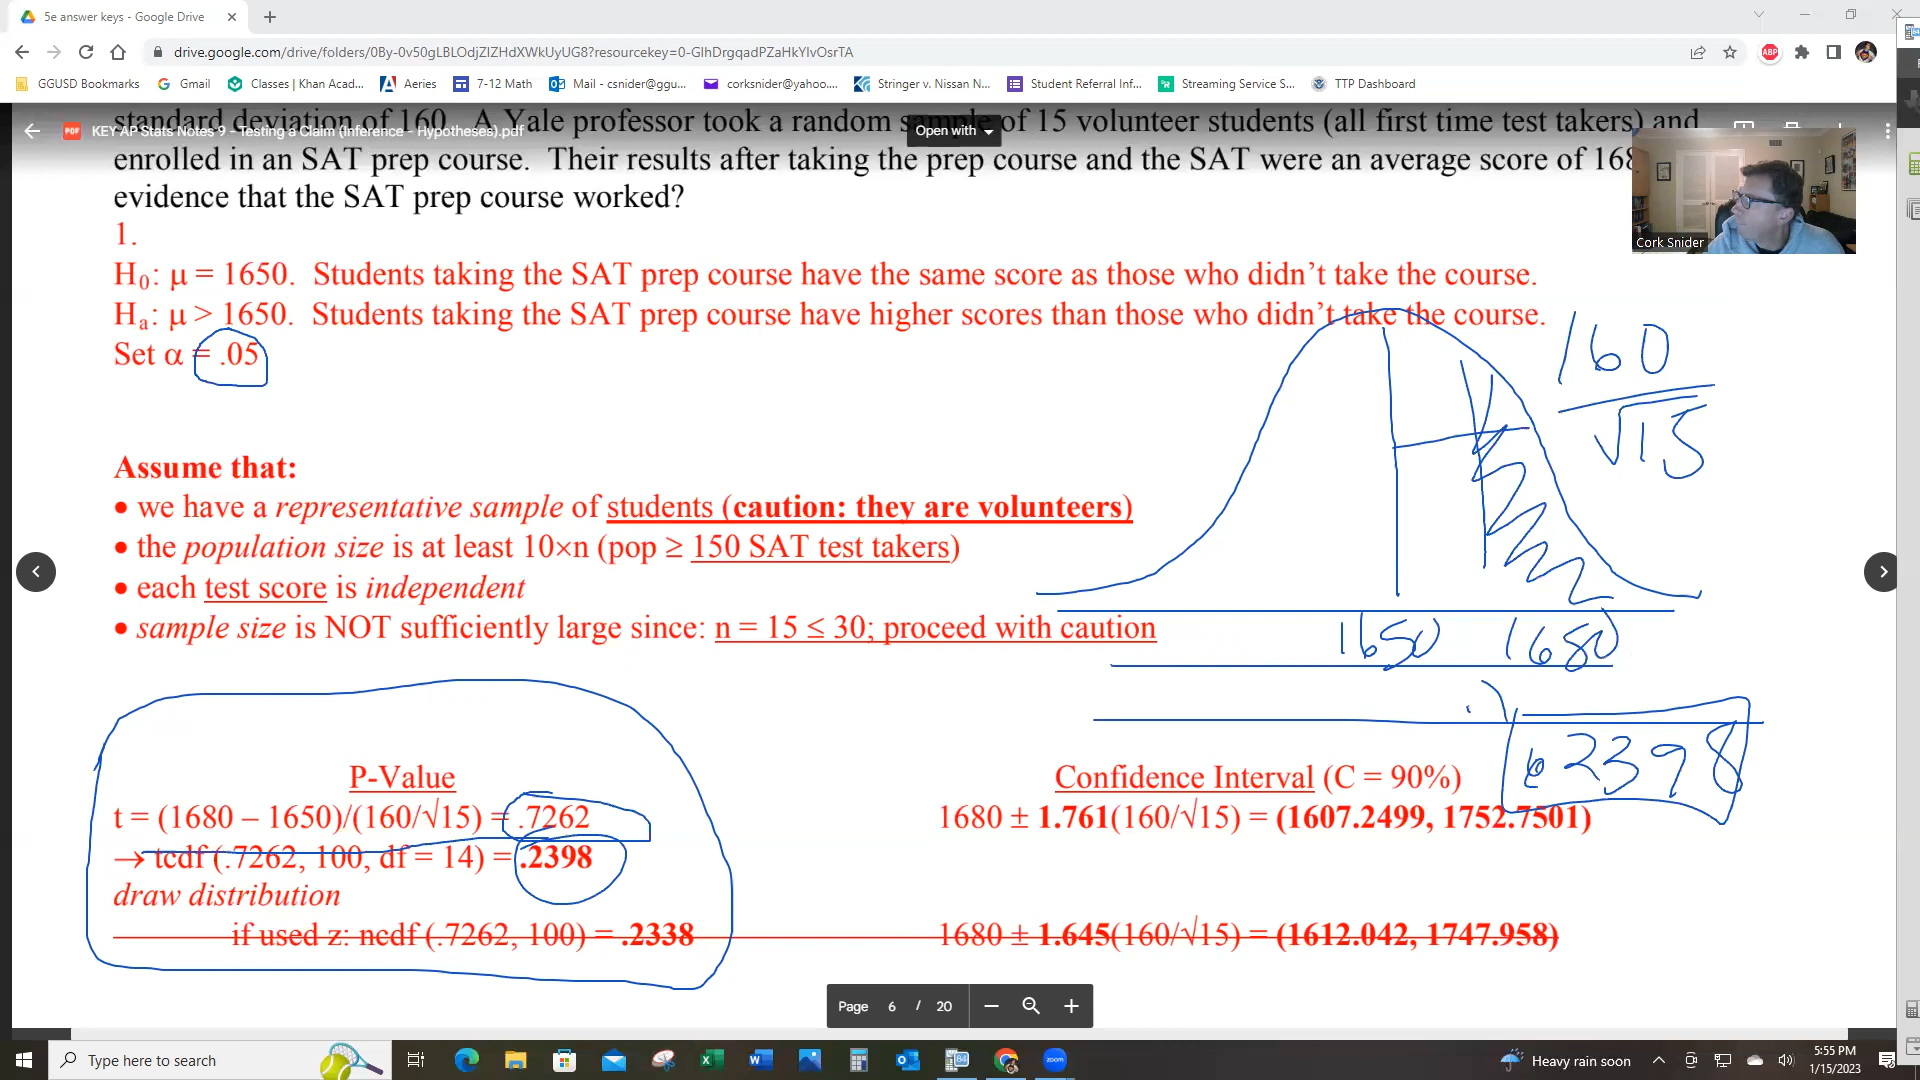 5e answer keys - Google Drive
drive.google.com/drive/folders/0By-0v50gLBLOdjZIZHdXWkUyUG8?resourcekey=0-GlhDrgqadPZaHkYlvOsrTA
GGUSD Bookmarks Gmail Classes | Khan Acad... Aeries 7-12 Math Mail - csnider@ggu... corksnider@yahoo.... Stringer v. Nissan N... Student Referral Inf... Streaming Service S... TTP Dashboard
standard deviation of 160. A Yale professor took a random sample of 15 volunteer students (all first time test takers) and
PDF KEY AP Stats Notes 9 - Testing a Claim (Inference - Hypotheses).pdf Open with
enrolled in an SAT prep course. Their results after taking the prep course and the SAT were an average score of 168
evidence that the SAT prep course worked?
Cork Snider
1.
H₀: μ = 1650. Students taking the SAT prep course have the same score as those who didn't take the course.
Hₐ: μ > 1650. Students taking the SAT prep course have higher scores than those who didn't take the course.
Set α = .05
160
√15
Assume that:
• we have a representative sample of students (caution: they are volunteers)
• the population size is at least 10×n (pop ≥ 150 SAT test takers)
• each test score is independent
• sample size is NOT sufficiently large since: n = 15 ≤ 30; proceed with caution
1650 1680
.2398
P-Value
t = (1680 – 1650)/(160/√15) = .7262
→ tcdf (.7262, 100, df = 14) = .2398
draw distribution
if used z: ncdf (.7262, 100) = .2338
Confidence Interval (C = 90%)
1680 ± 1.761(160/√15) = (1607.2499, 1752.7501)
1680 ± 1.645(160/√15) = (1612.042, 1747.958)
Page 6 / 20
Type here to search
Heavy rain soon
5:55 PM
1/15/2023